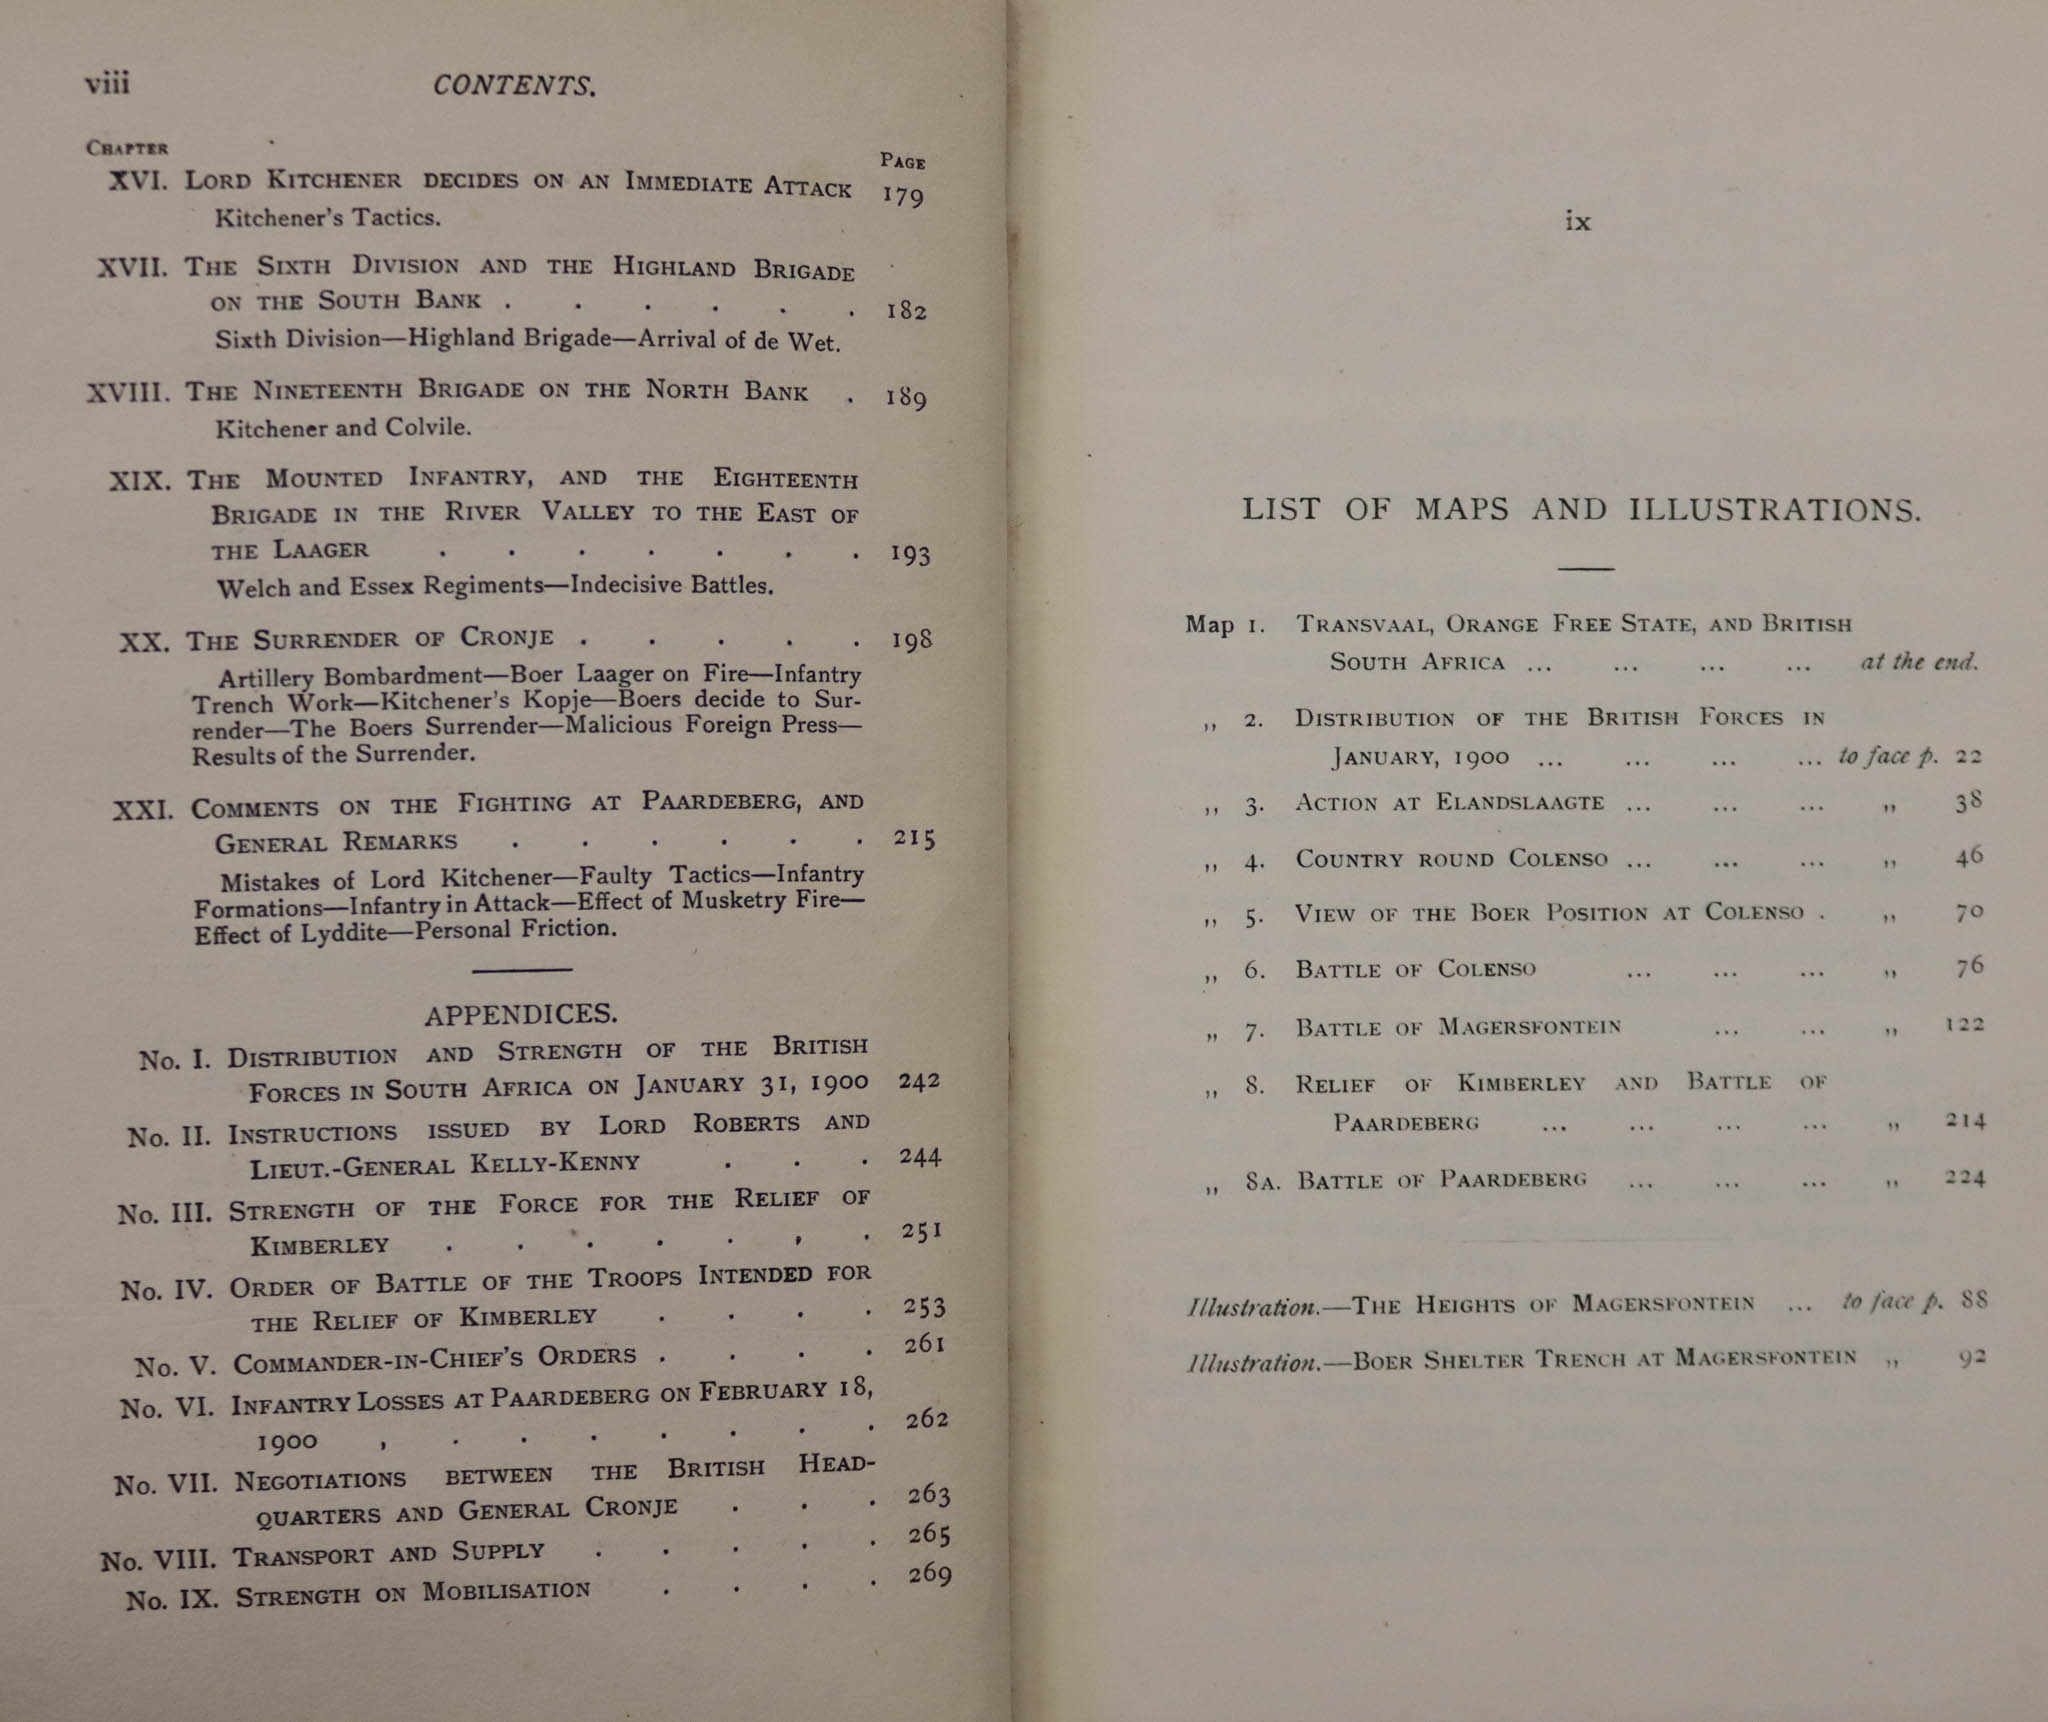 viii CONTENTS.
CHAPTER PAGE
XVI. LORD KITCHENER DECIDES ON AN IMMEDIATE ATTACK 179
Kitchener's Tactics.
XVII. THE SIXTH DIVISION AND THE HIGHLAND BRIGADE
ON THE SOUTH BANK . . . . . . 182
Sixth Division—Highland Brigade—Arrival of de Wet.
XVIII. THE NINETEENTH BRIGADE ON THE NORTH BANK . 189
Kitchener and Colvile.
XIX. THE MOUNTED INFANTRY, AND THE EIGHTEENTH
BRIGADE IN THE RIVER VALLEY TO THE EAST OF
THE LAAGER . . . . . . . 193
Welch and Essex Regiments—Indecisive Battles.
XX. THE SURRENDER OF CRONJE . . . . . 198
Artillery Bombardment—Boer Laager on Fire—Infantry
Trench Work—Kitchener's Kopje—Boers decide to Sur-
render—The Boers Surrender—Malicious Foreign Press—
Results of the Surrender.
XXI. COMMENTS ON THE FIGHTING AT PAARDEBERG, AND
GENERAL REMARKS . . . . . . 215
Mistakes of Lord Kitchener—Faulty Tactics—Infantry
Formations—Infantry in Attack—Effect of Musketry Fire—
Effect of Lyddite—Personal Friction.
APPENDICES.
No. I. DISTRIBUTION AND STRENGTH OF THE BRITISH
FORCES IN SOUTH AFRICA ON JANUARY 31, 1900 242
No. II. INSTRUCTIONS ISSUED BY LORD ROBERTS AND
LIEUT.-GENERAL KELLY-KENNY . . . 244
No. III. STRENGTH OF THE FORCE FOR THE RELIEF OF
KIMBERLEY . . . . . , . 251
No. IV. ORDER OF BATTLE OF THE TROOPS INTENDED FOR
THE RELIEF OF KIMBERLEY . . . . 253
No. V. COMMANDER-IN-CHIEF'S ORDERS . . . . 261
No. VI. INFANTRY LOSSES AT PAARDEBERG ON FEBRUARY 18,
1900 , . . . . . . . 262
No. VII. NEGOTIATIONS BETWEEN THE BRITISH HEAD-
QUARTERS AND GENERAL CRONJE . . . 263
No. VIII. TRANSPORT AND SUPPLY . . . . . 265
No. IX. STRENGTH ON MOBILISATION . . . . 269
ix
LIST OF MAPS AND ILLUSTRATIONS.
Map 1. TRANSVAAL, ORANGE FREE STATE, AND BRITISH
SOUTH AFRICA ... ... ... ... at the end.
„ 2. DISTRIBUTION OF THE BRITISH FORCES IN
JANUARY, 1900 ... ... ... ... to face p. 22
„ 3. ACTION AT ELANDSLAAGTE ... ... ... „ 38
„ 4. COUNTRY ROUND COLENSO ... ... ... „ 46
„ 5. VIEW OF THE BOER POSITION AT COLENSO . „ 70
„ 6. BATTLE OF COLENSO ... ... ... „ 76
„ 7. BATTLE OF MAGERSFONTEIN ... ... „ 122
„ 8. RELIEF OF KIMBERLEY AND BATTLE OF
PAARDEBERG ... ... ... ... „ 214
„ 8A. BATTLE OF PAARDEBERG ... ... ... „ 224
Illustration.—THE HEIGHTS OF MAGERSFONTEIN ... to face p. 88
Illustration.—BOER SHELTER TRENCH AT MAGERSFONTEIN „ 92